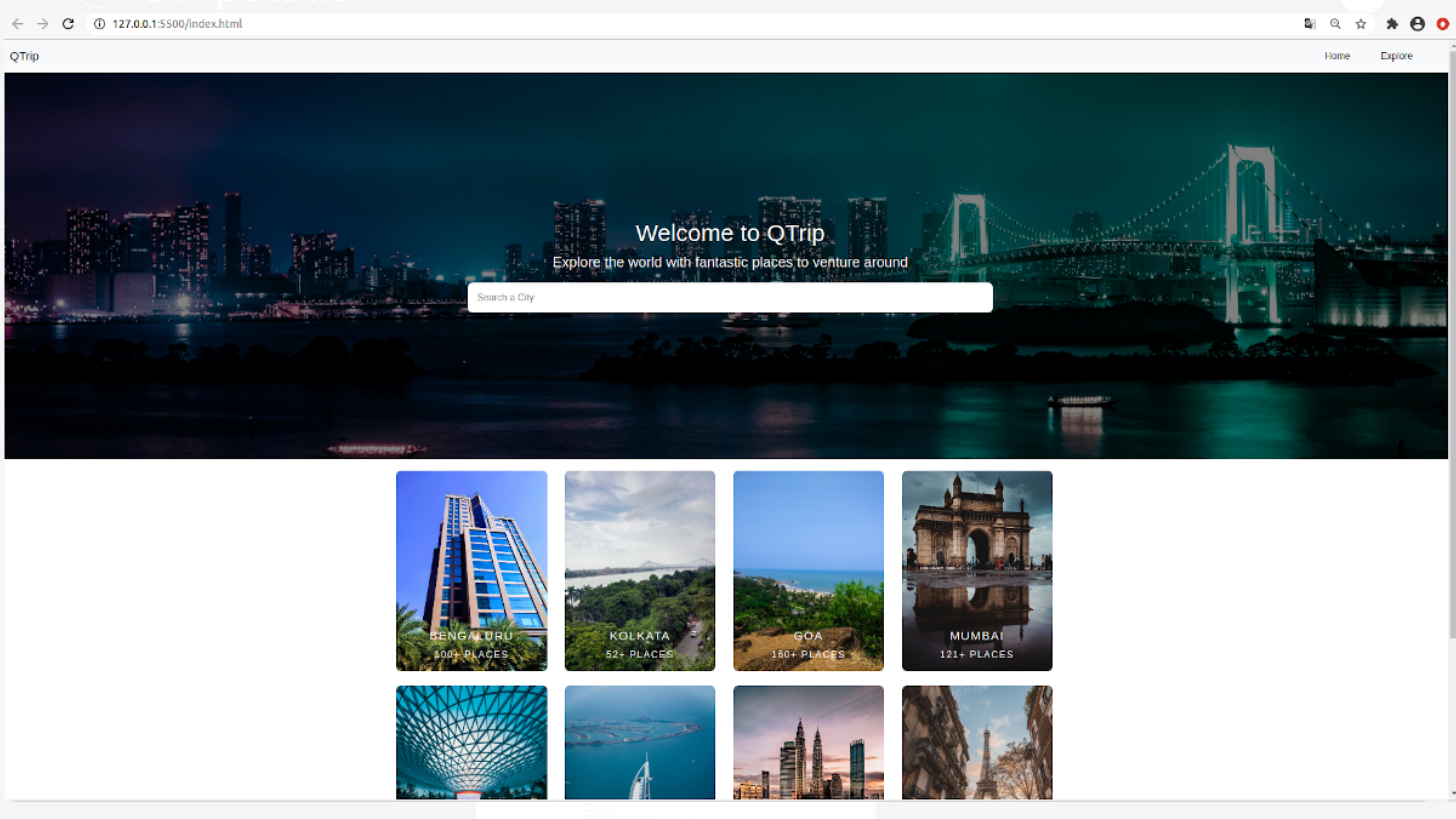 127.0.0.1:5500/index.html
QTrip
Home
Explore
Welcome to QTrip
Explore the world with fantastic places to venture around
Search a City
BENGALURU
100+ PLACES
KOLKATA
52+ PLACES
GOA
160+ PLACES
MUMBAI
121+ PLACES